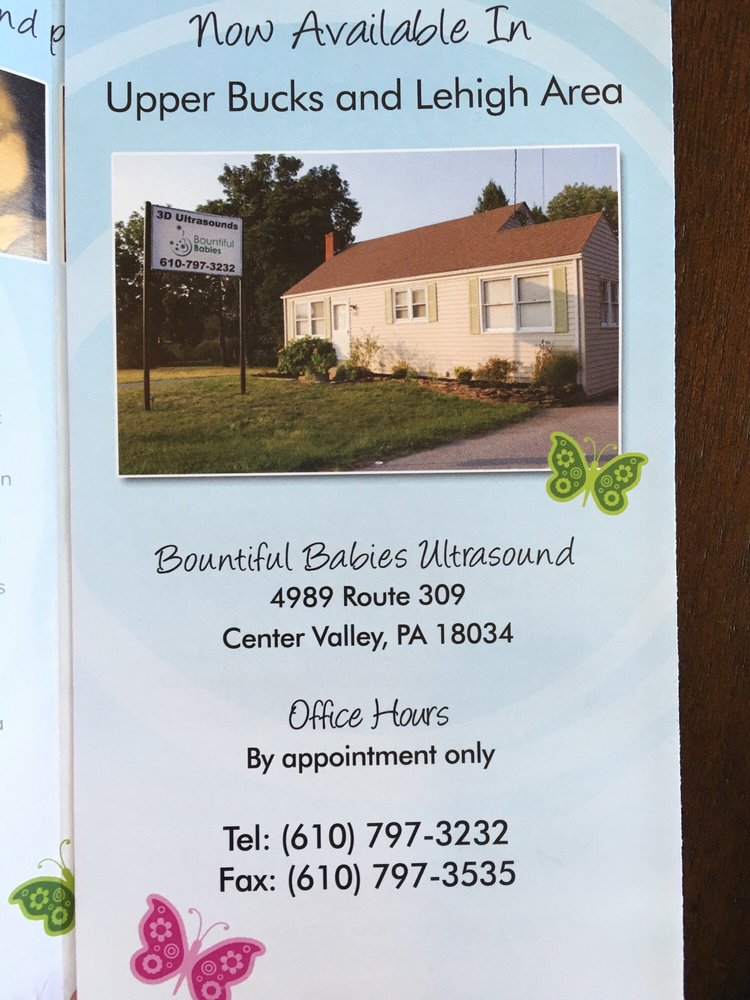 Now Available In
Upper Bucks and Lehigh Area
3D Ultrasounds
Bountiful
Babies
610-797-3232
Bountiful Babies Ultrasound
4989 Route 309
Center Valley, PA 18034
Office Hours
By appointment only
Tel: (610) 797-3232
Fax: (610) 797-3535